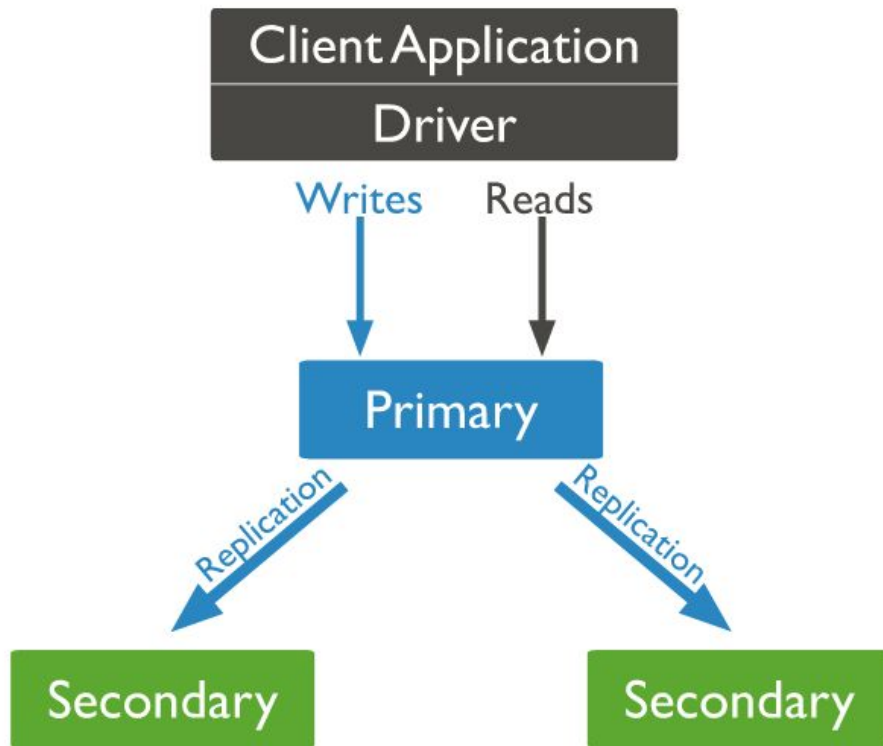 Client Application
Driver
Writes
Reads
Primary
Replication
Replication
Secondary
Secondary